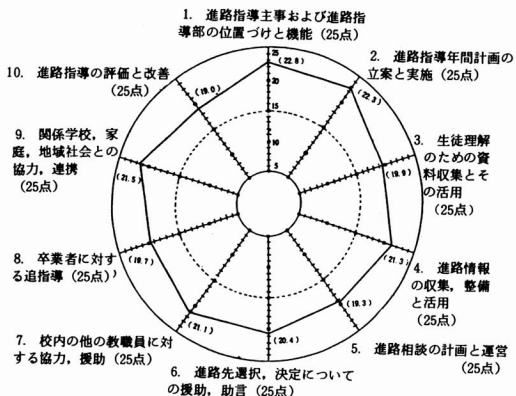 1. 進路指導主事および進路指
導部の位置づけと機能(25点)
2. 進路指導年間計画の
立案と実施(25点)
3. 生徒理解
のための資
料収集とそ
の活用
(25点)
4. 進路情報
の収集,整備
と活用
(25点)
5. 進路相談の計画と運営
(25点)
6. 進路先選択,決定について
の援助,助言(25点)
7. 校内の他の教職員に対
する協力,援助(25点)
8. 卒業者に対す
る追指導(25点)
9. 関係学校,家
庭,地域社会との
協力,連携
(25点)
10. 進路指導の評価と改善
(25点)
25
20
15
10
5
(22.8)
(22.3)
(19.9)
(21.3)
(19.3)
(20.4)
(21.1)
(19.7)
(21.5)
(19.0)